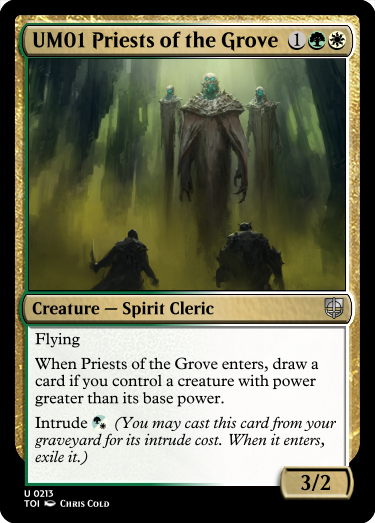 UM01 Priests of the Grove 1
Creature — Spirit Cleric
Flying
When Priests of the Grove enters, draw a
card if you control a creature with power
greater than its base power.
Intrude (You may cast this card from your
graveyard for its intrude cost. When it enters,
exile it.)
3/2
U 0213
TOI Chris Cold